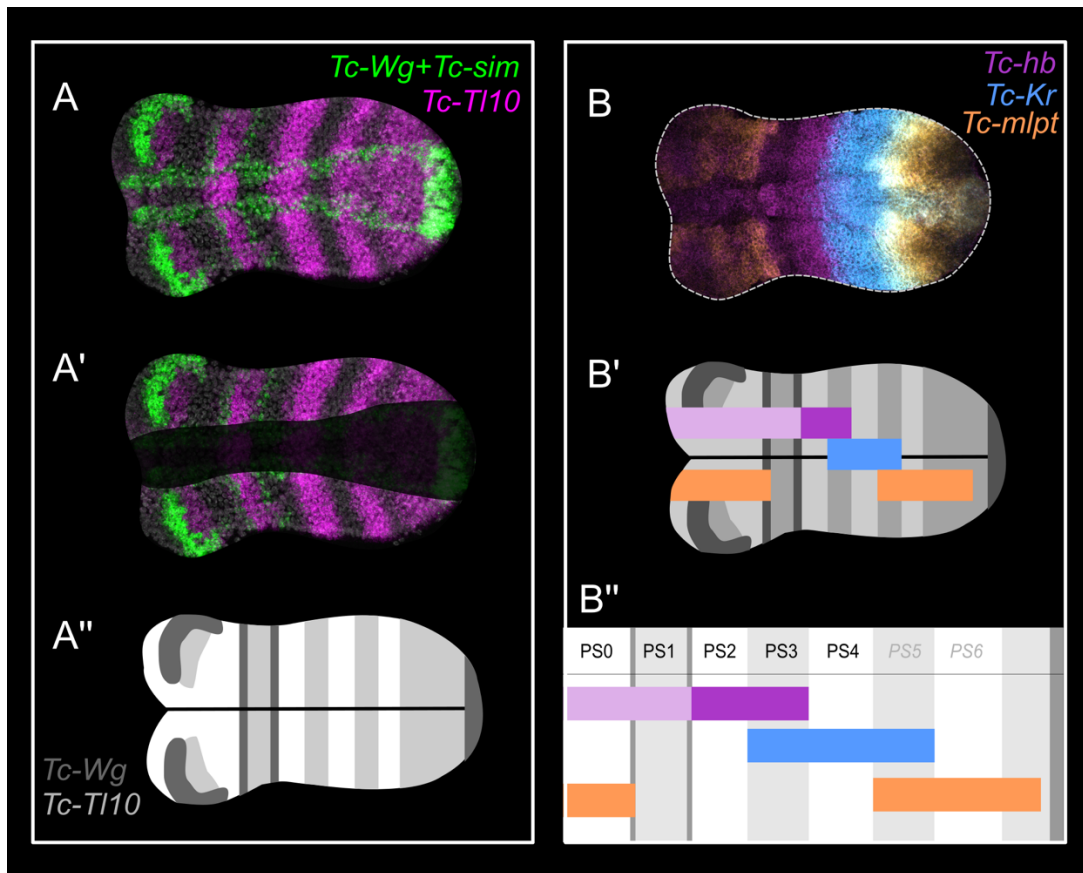 A
Tc-Wg+Tc-sim
Tc-Tl10
A'
A"
Tc-Wg
Tc-Tl10
B
Tc-hb
Tc-Kr
Tc-mlpt
B'
B"
PS0 PS1 PS2 PS3 PS4 PS5 PS6